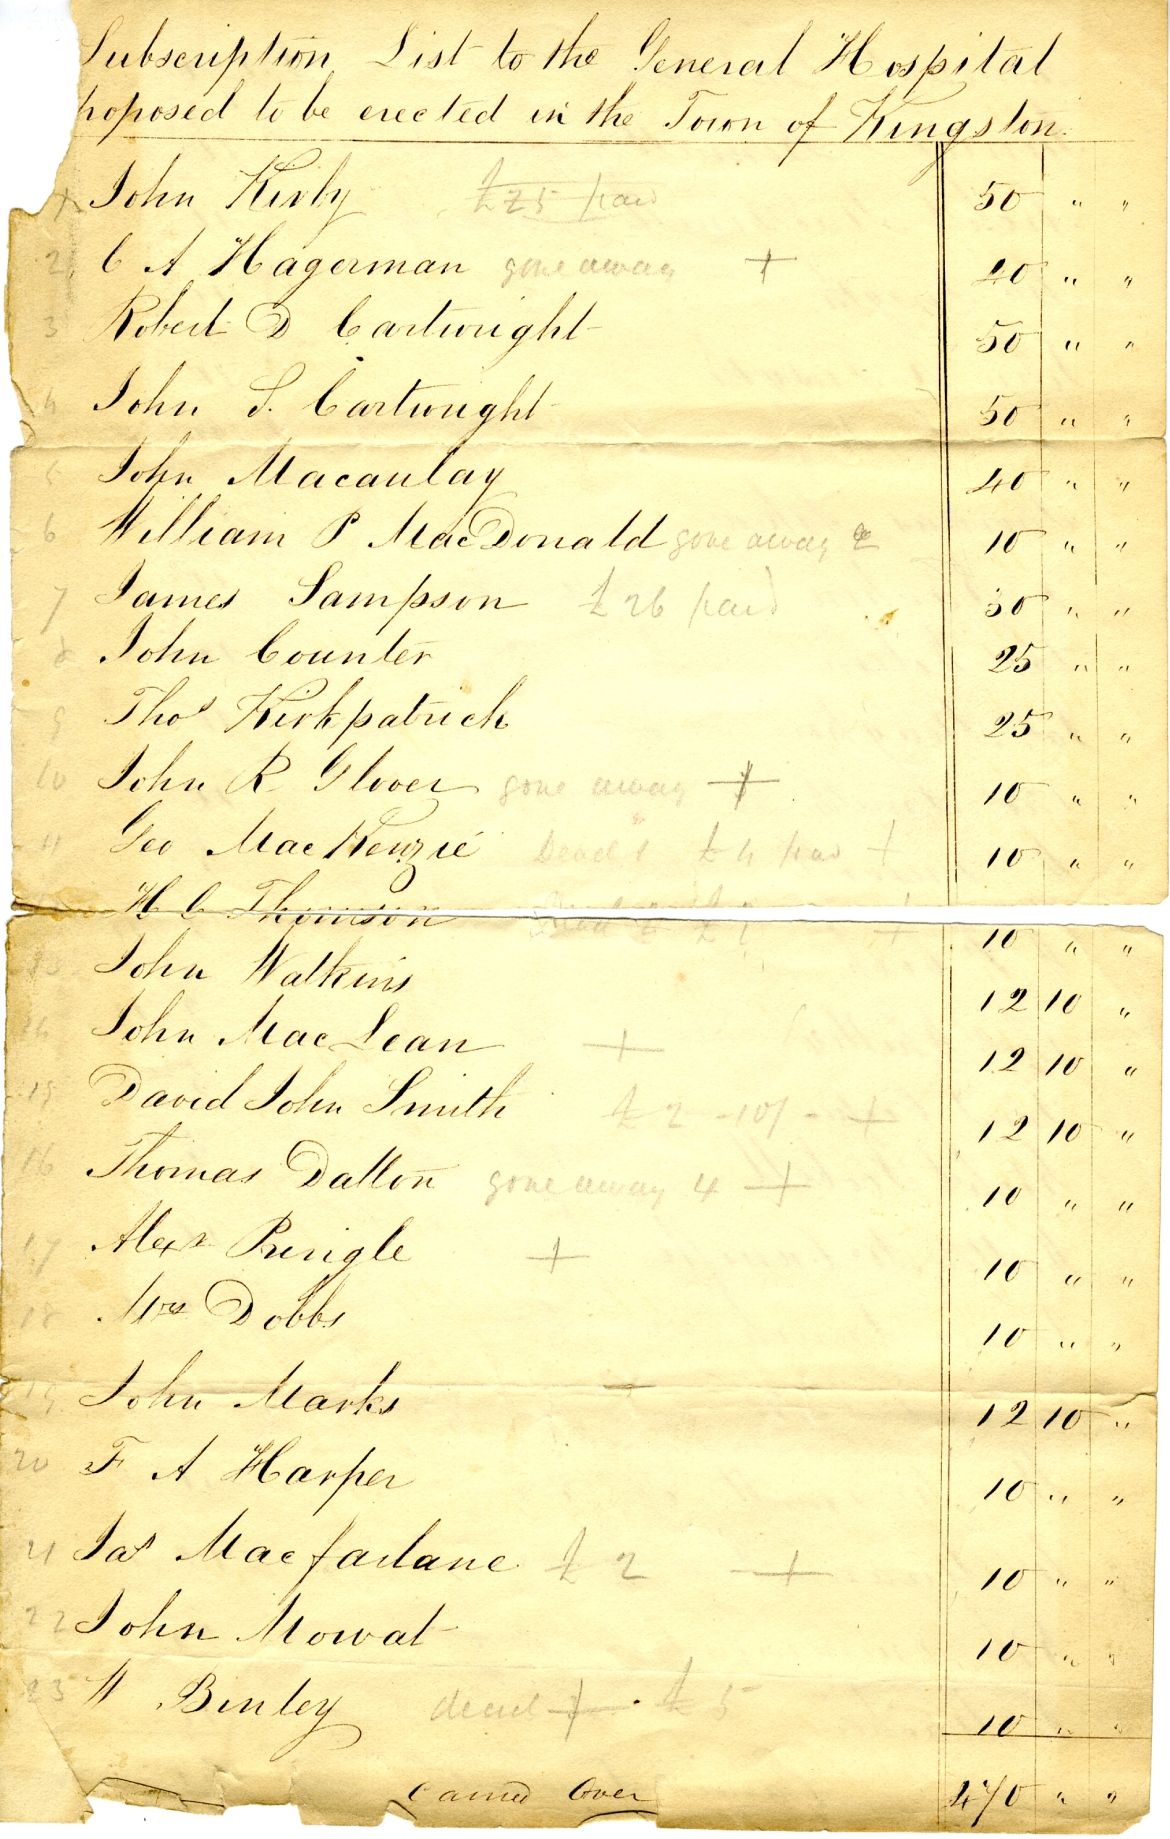 Subscription List to the General Hospital
proposed to be erected in the Town of Kingston.
1 John Kirby £25 paid 50 " "
2 C A Hagerman gone away + 40 " "
3 Robert D Cartwright 50 " "
4 John S. Cartwright 50 " "
5 John Macaulay 40 " "
6 William P MacDonald gone away 10 " "
7 James Sampson £26 paid 30 " "
8 John Counter 25 " "
9 Thos Kirkpatrick 25 " "
10 John R Glover gone away + 10 " "
11 Geo MacKenzie Dead £4 paid + 10 " "
H C Thomson + 10 " "
13 John Watkins 12 10 "
14 John MacLean + 12 10 "
15 David John Smith £2-10/- + 12 10 "
16 Thomas Dalton gone away 4 + 10 " "
17 Alexr Pringle + 10 " "
18 Mrs Dobbs 10 " "
19 John Marks 12 10 "
20 F A Harper 10 " "
21 Jas Macfarlane £2 + 10 " "
22 John Mowat 10 " "
23 W Binley dead + £5 10 " "
Carried Over 470 " "